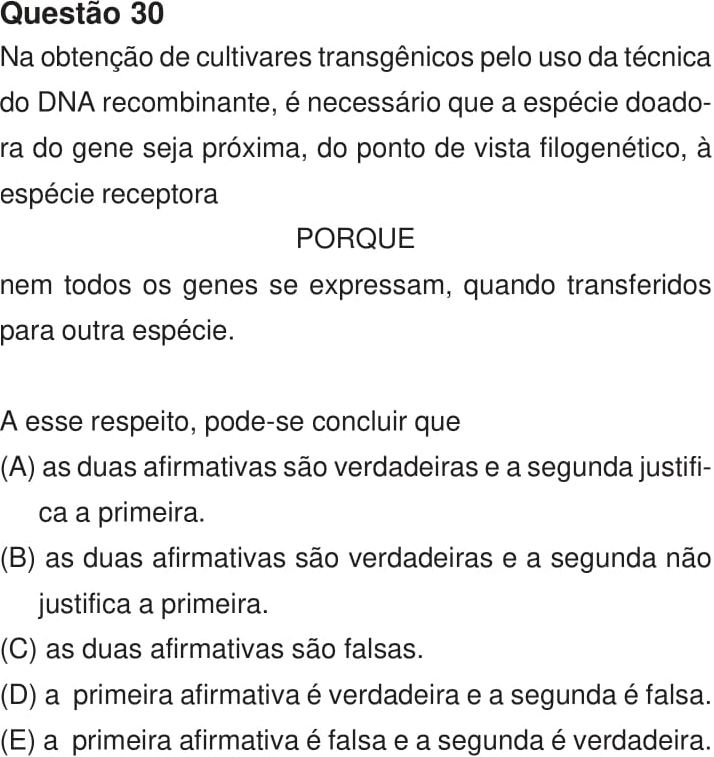 Questão 30
Na obtenção de cultivares transgênicos pelo uso da técnica
do DNA recombinante, é necessário que a espécie doado-
ra do gene seja próxima, do ponto de vista filogenético, à
espécie receptora
PORQUE
nem todos os genes se expressam, quando transferidos
para outra espécie.
A esse respeito, pode-se concluir que
(A) as duas afirmativas são verdadeiras e a segunda justifi-
ca a primeira.
(B) as duas afirmativas são verdadeiras e a segunda não
justifica a primeira.
(C) as duas afirmativas são falsas.
(D) a primeira afirmativa é verdadeira e a segunda é falsa.
(E) a primeira afirmativa é falsa e a segunda é verdadeira.